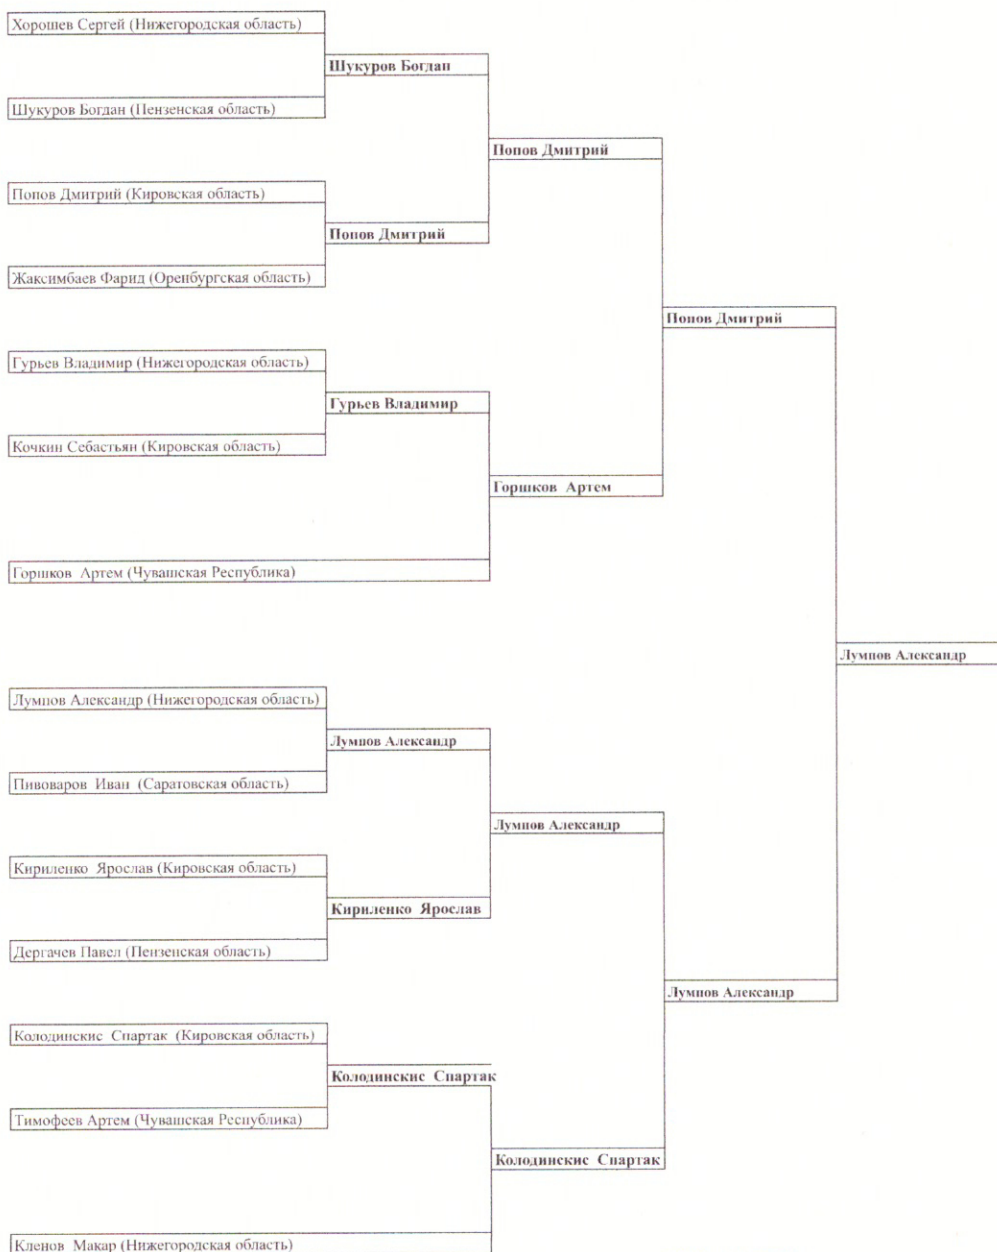 Хорошев Сергей (Нижегородская область)
Шукуров Богдан
Шукуров Богдан (Пензенская область)
Попов Дмитрий
Попов Дмитрий (Кировская область)
Попов Дмитрий
Жаксимбаев Фарид (Оренбургская область)
Попов Дмитрий
Гурьев Владимир (Нижегородская область)
Гурьев Владимир
Кочкин Себастьян (Кировская область)
Горшков Артем
Горшков Артем (Чувашская Республика)
Лумпов Александр
Лумпов Александр (Нижегородская область)
Лумпов Александр
Пивоваров Иван (Саратовская область)
Лумпов Александр
Кириленко Ярослав (Кировская область)
Кириленко Ярослав
Дергачев Павел (Пензенская область)
Лумпов Александр
Колодинскис Спартак (Кировская область)
Колодинскис Спартак
Тимофеев Артем (Чувашская Республика)
Колодинскис Спартак
Кленов Макар (Нижегородская область)